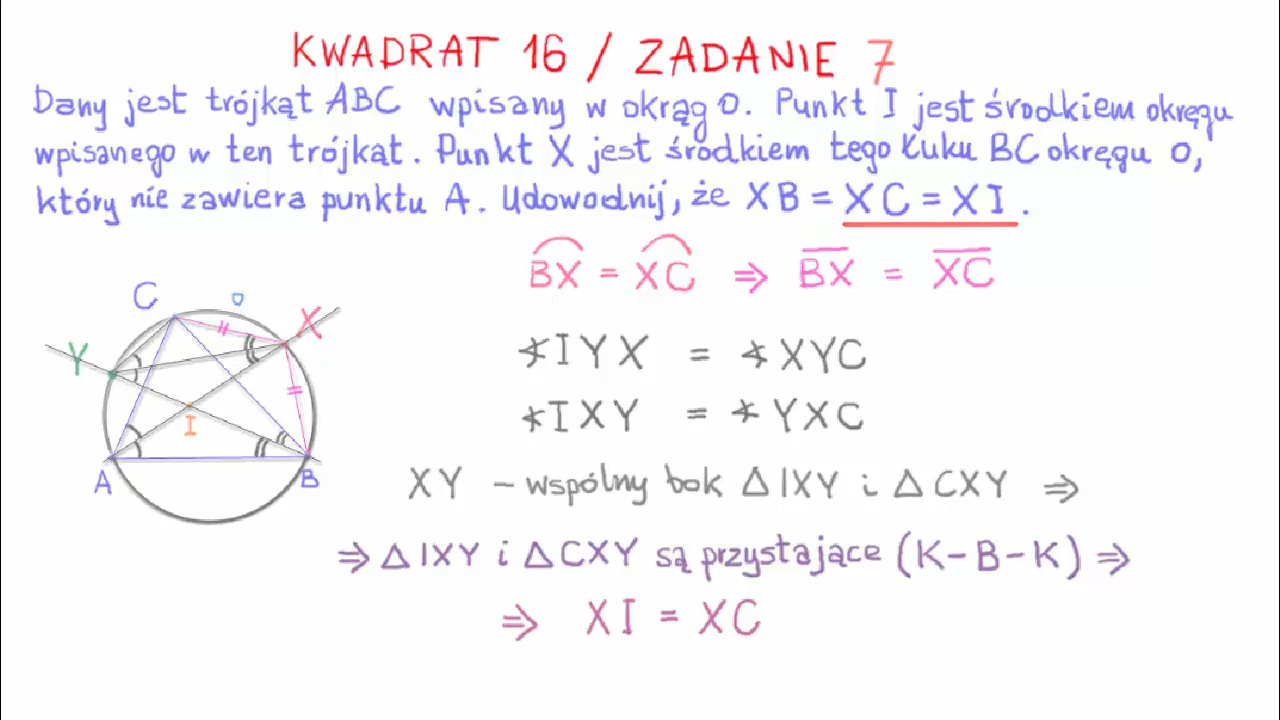 KWADRAT 16 / ZADANIE 7
Dany jest trójkąt ABC wpisany w okrąg O. Punkt I jest środkiem okręgu
wpisanego w ten trójkąt. Punkt X jest środkiem tego łuku BC okręgu O,
który nie zawiera punktu A. Udowodnij, że XB = XC = XI.
BX = XC ⇒ BX = XC
∢IYX = ∢XYC
∢IXY = ∢YXC
XY – wspólny bok △IXY i △CXY ⇒
⇒ △IXY i △CXY są przystające (K-B-K) ⇒
⇒ XI = XC
C
O
X
Y
I
A
B